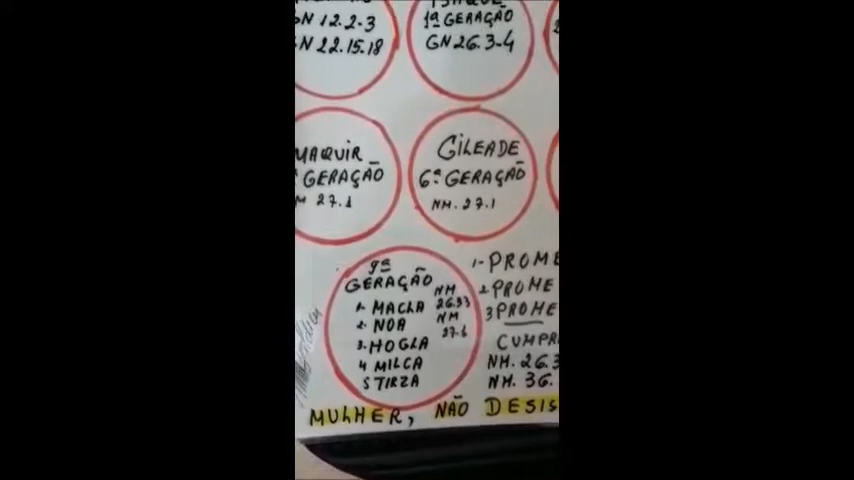 GN 12.2-3
GN 22.15-18
1ª GERAÇÃO
GN 26.3-4
MAQUIR
GERAÇÃO
27.1
GILEADE
6ª GERAÇÃO
NM. 27.1
9ª
GERAÇÃO
1- MACLA
2- NOA
3. HOGLA
4 MILCA
5 TIRZA
NM
26.33
NM
27.1
1- PROME
2 PROME
3 PROME
CUMPRI
NM. 26.3
NM. 36.
MULHER, NÃO DESIS